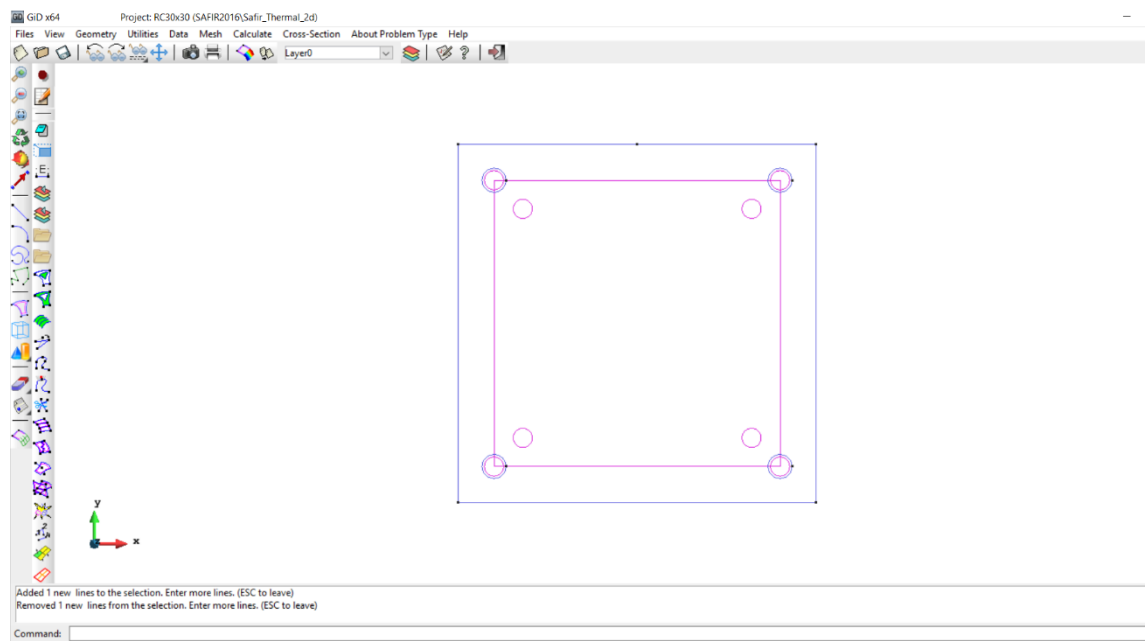 GiD x64 Project: RC30x30 (SAFIR2016\Safir_Thermal_2d)
Files View Geometry Utilities Data Mesh Calculate Cross-Section About Problem Type Help
Layer0
E
y
x
Added 1 new lines to the selection. Enter more lines. (ESC to leave)
Removed 1 new lines from the selection. Enter more lines. (ESC to leave)
Command: